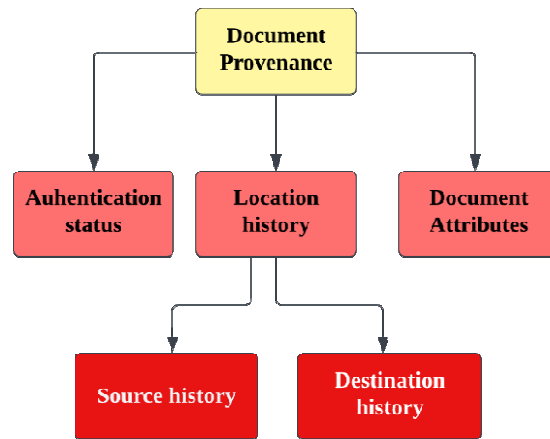 Document
Provenance
Auhentication
status
Location
history
Document
Attributes
Source history
Destination
history